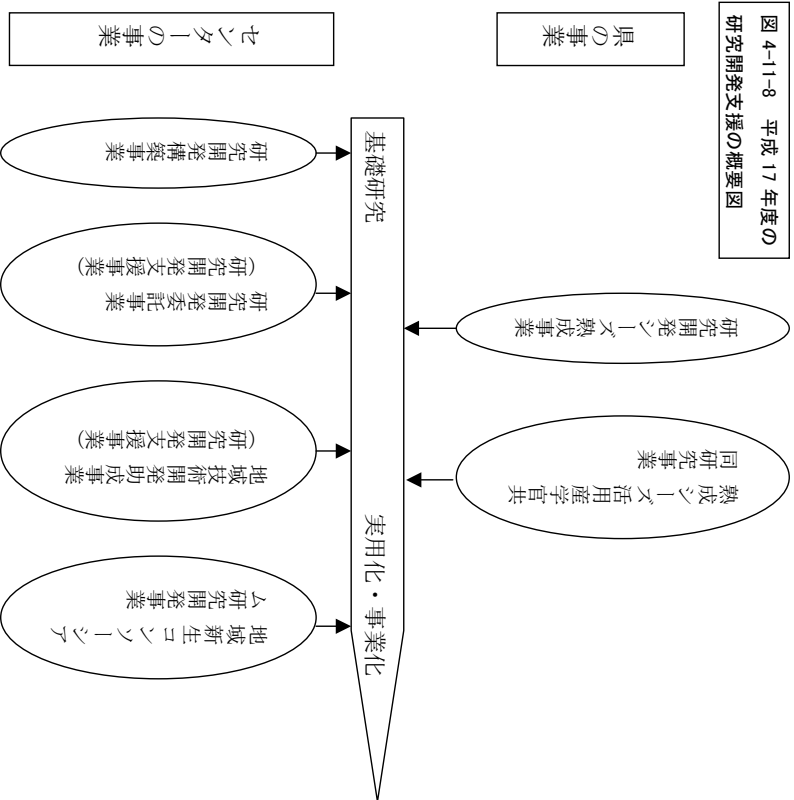 図 4-11-8　平成 17 年度の
研究開発支援の概要図
県の事業
研究開発シーズ熟成事業
熟成シーズ活用産学官共
同研究事業
基礎研究
実用化・事業化
センターの事業
研究開発構築事業
研究開発委託事業
（研究開発支援事業）
地域技術開発助成事業
（研究開発支援事業）
地域新生コンソーシア
ム研究開発事業